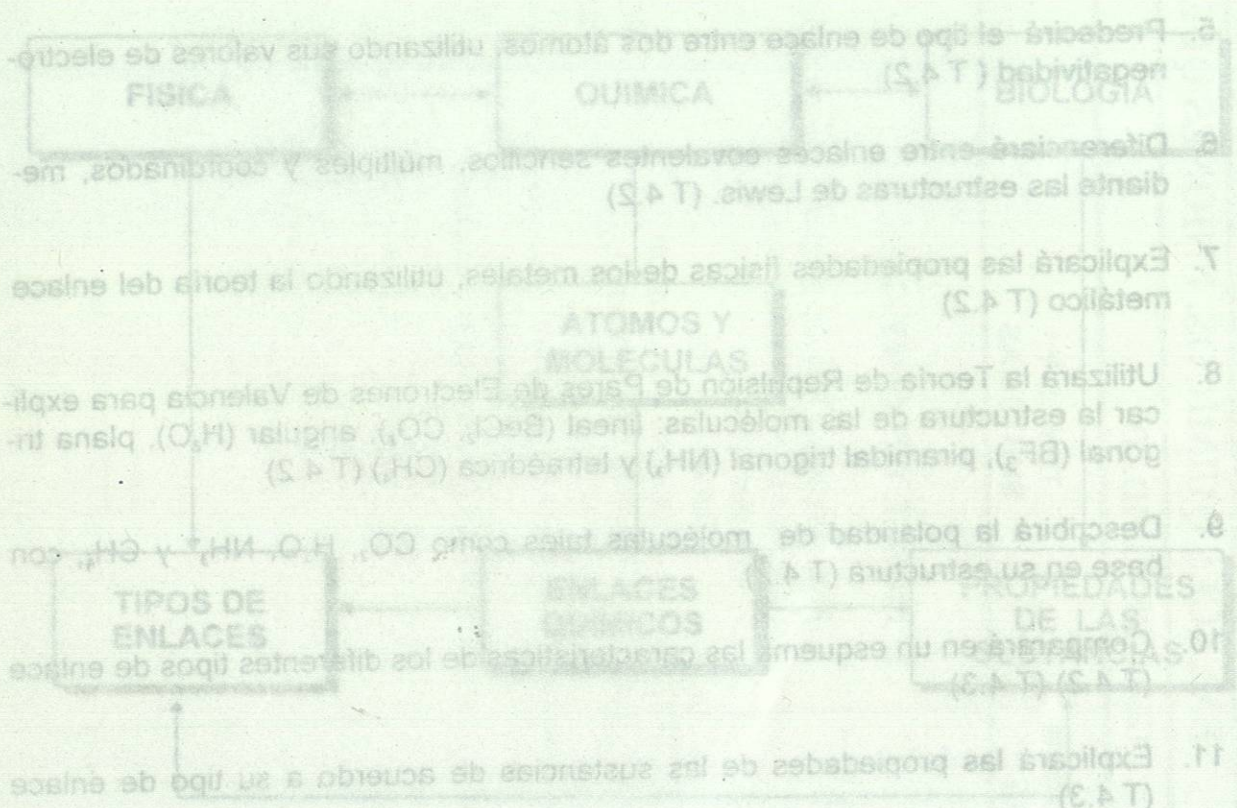 5. Predecirá el tipo de enlace entre dos átomos, utilizando sus valores de electro-
negatividad ( T 4.2)
FISICA
QUIMICA
BIOLOGIA
6. Diferenciará entre enlaces covalentes sencillos, múltiples y coordinados, me-
diante las estructuras de Lewis. (T 4.2)
7. Explicará las propiedades físicas de los metales, utilizando la teoría del enlace
metálico (T 4.2)
ATOMOS Y
MOLECULAS
8. Utilizará la Teoría de Repulsión de Pares de Electrones de Valencia para expli-
car la estructura de las moléculas: lineal (BeCl₂, CO₂), angular (H₂O), plana tri-
gonal (BF₃), piramidal trigonal (NH₃) y tetraédrica (CH₄) (T 4.2)
9. Describirá la polaridad de moléculas tales como CO₂, H₂O, y CH₄, con
base en su estructura
TIPOS DE
ENLACES
ENLACES
QUIMICOS
PROPIEDADES
DE LAS
SUSTANCIAS
10. Comparará en un esquema las características de los diferentes tipos de enlace
(T 4.2) (T 4.3)
11. Explicará las propiedades de las sustancias de acuerdo a su tipo de enlace
(T 4.3)